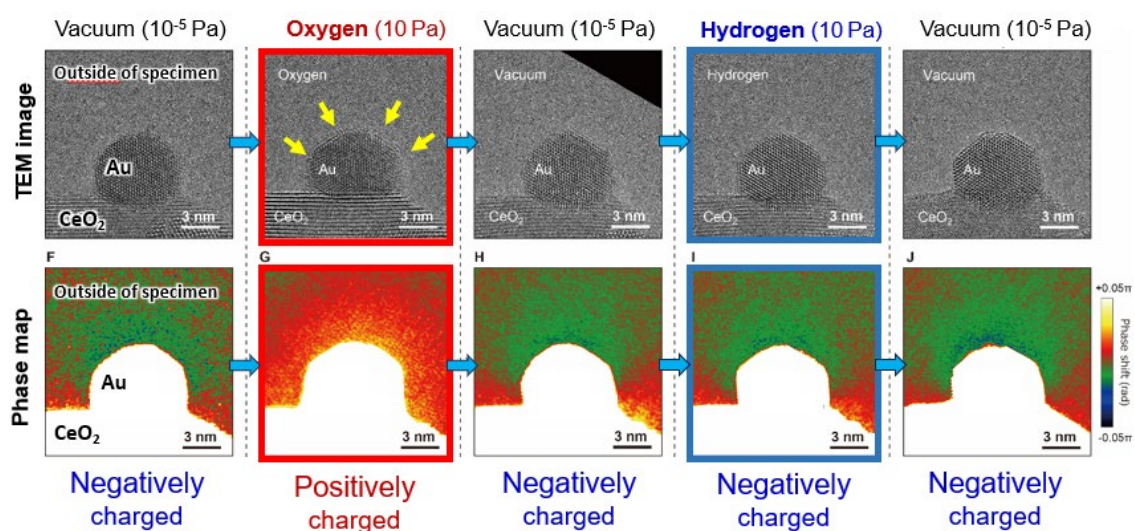 Vacuum (10-5 Pa)
Oxygen (10 Pa)
Vacuum (10-5 Pa)
Hydrogen (10 Pa)
Vacuum (10-5 Pa)
TEM image
Outside of specimen
Au
CeO2
3 nm
Oxygen
Au
CeO2
3 nm
Vacuum
Au
CeO2
3 nm
Hydrogen
Au
CeO2
3 nm
Vacuum
Au
CeO2
3 nm
Phase map
F
Outside of specimen
Au
CeO2
3 nm
G
3 nm
H
3 nm
I
3 nm
J
3 nm
+0.05π
Phase shift (rad)
-0.05π
Negatively
charged
Positively
charged
Negatively
charged
Negatively
charged
Negatively
charged